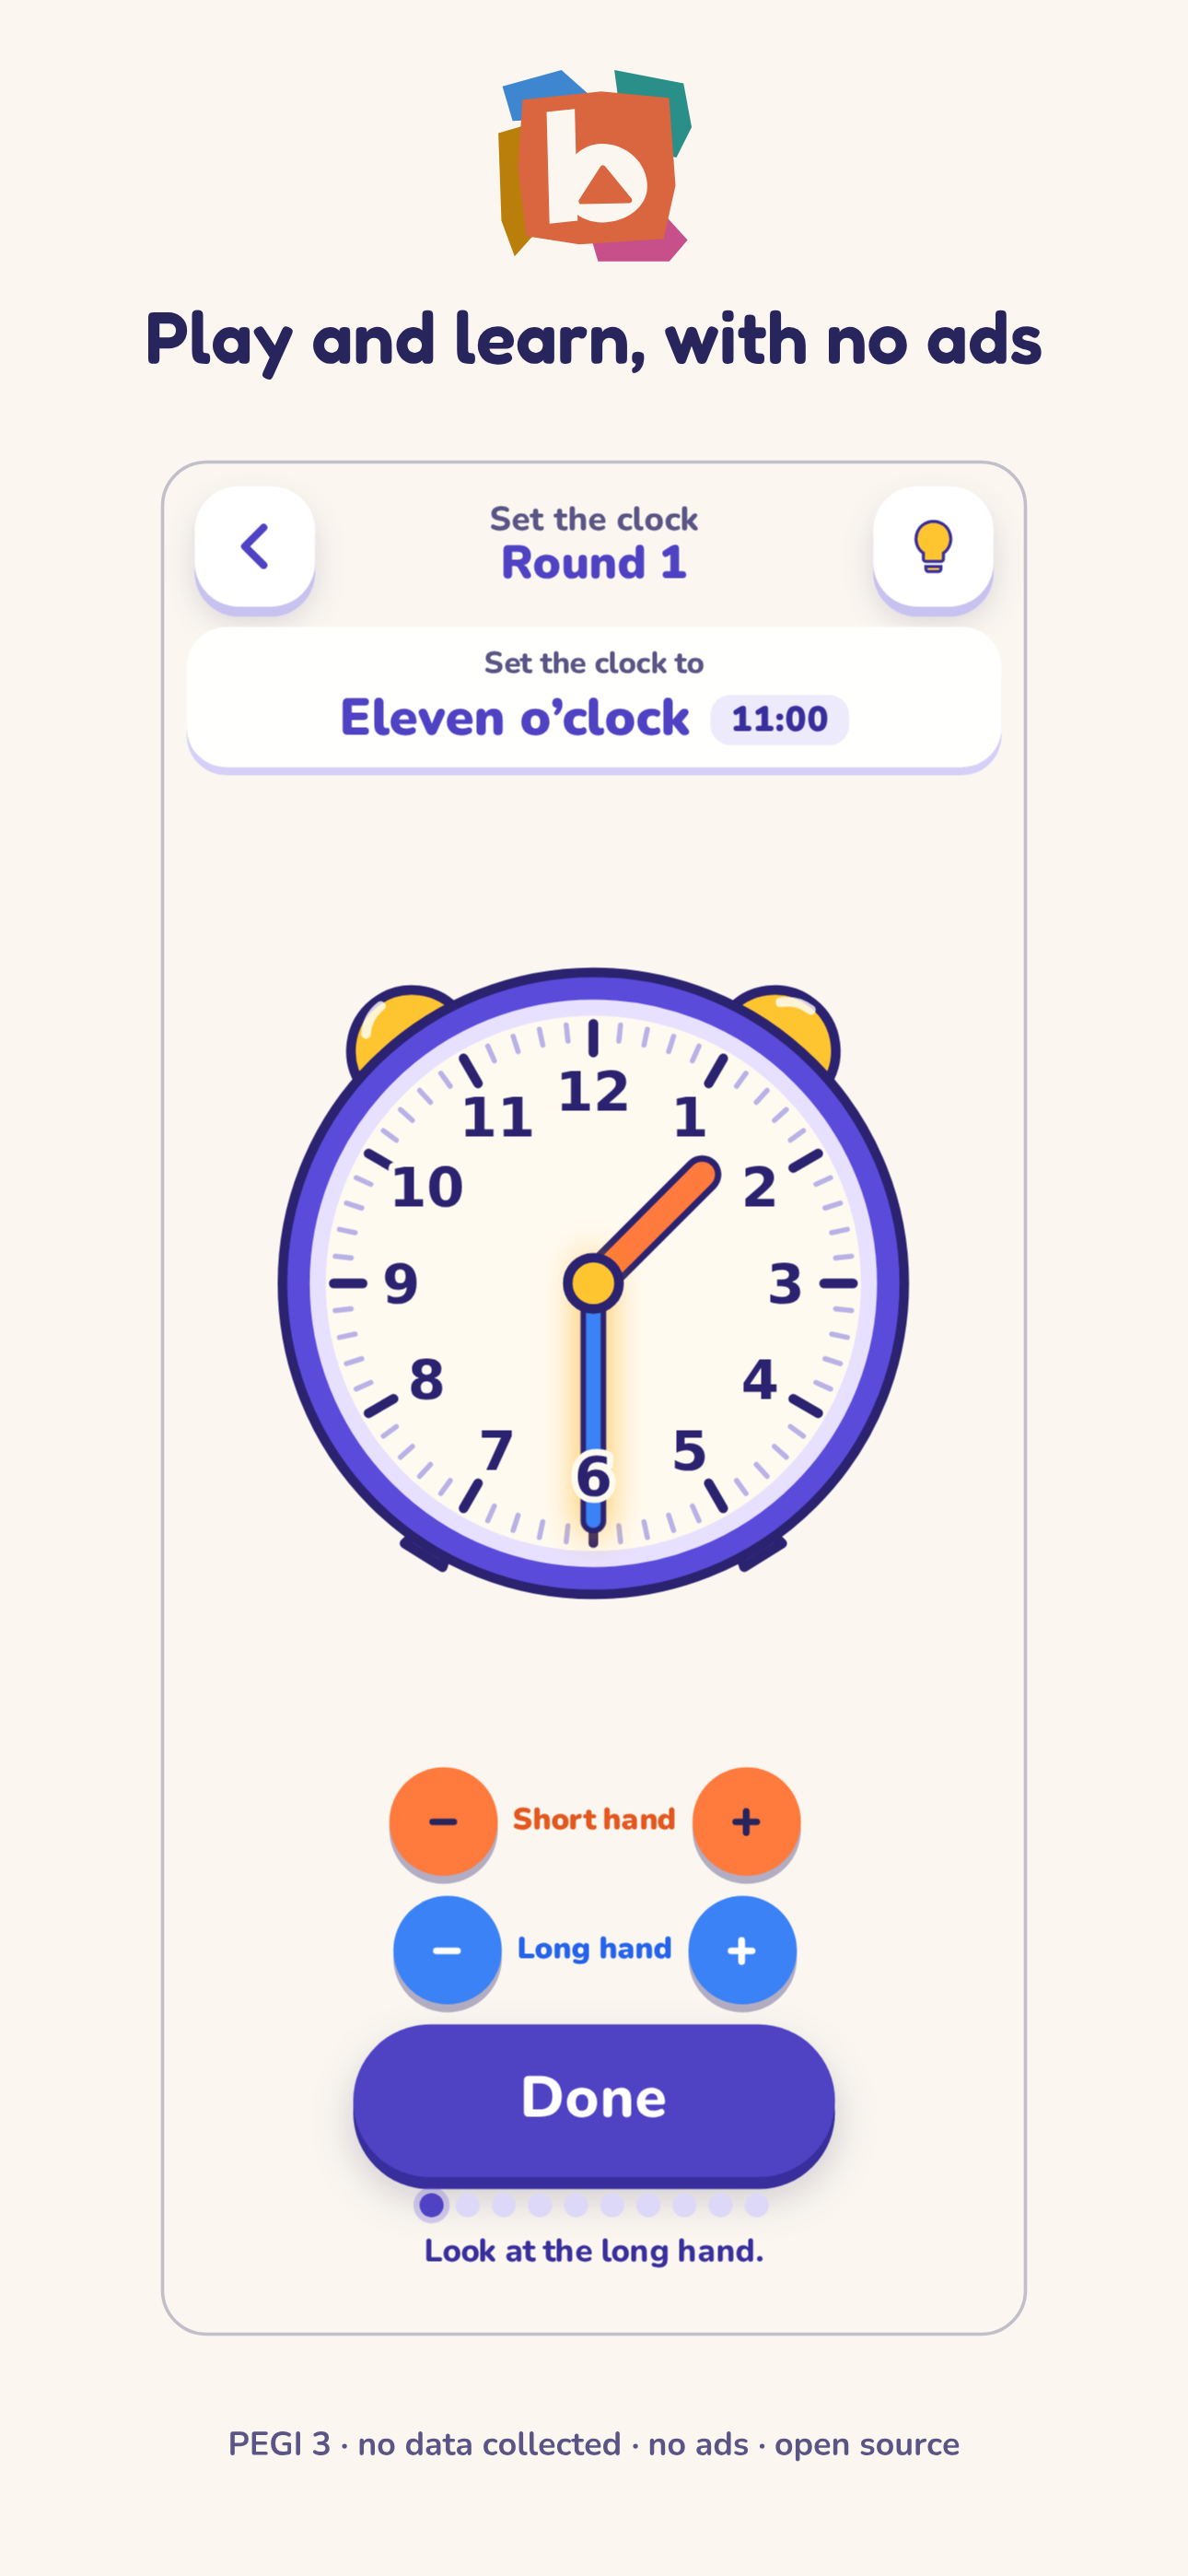 b
Play and learn, with no ads
Set the clock
Round 1
Set the clock to
Eleven o’clock 11:00
12
11 1
10 2
9 3
8 4
7 5
6
− Short hand +
− Long hand +
Done
Look at the long hand.
PEGI 3 · no data collected · no ads · open source